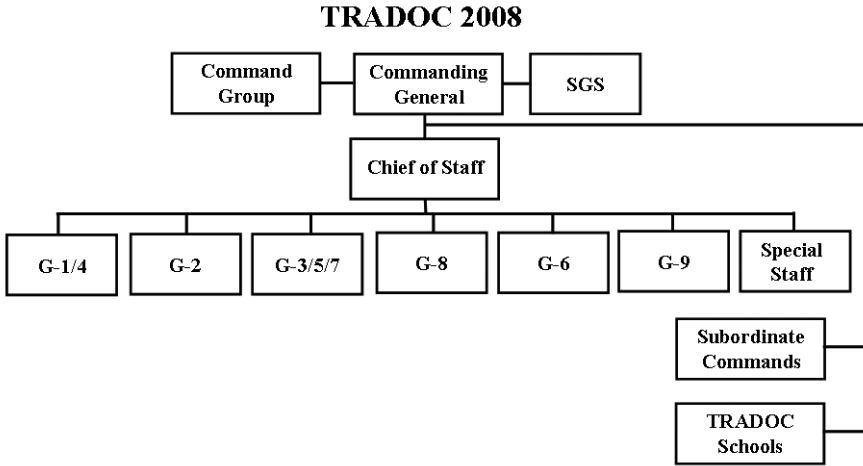 TRADOC 2008
Command
Group
Commanding
General
SGS
Chief of Staff
G-1/4
G-2
G-3/5/7
G-8
G-6
G-9
Special
Staff
Subordinate
Commands
TRADOC
Schools